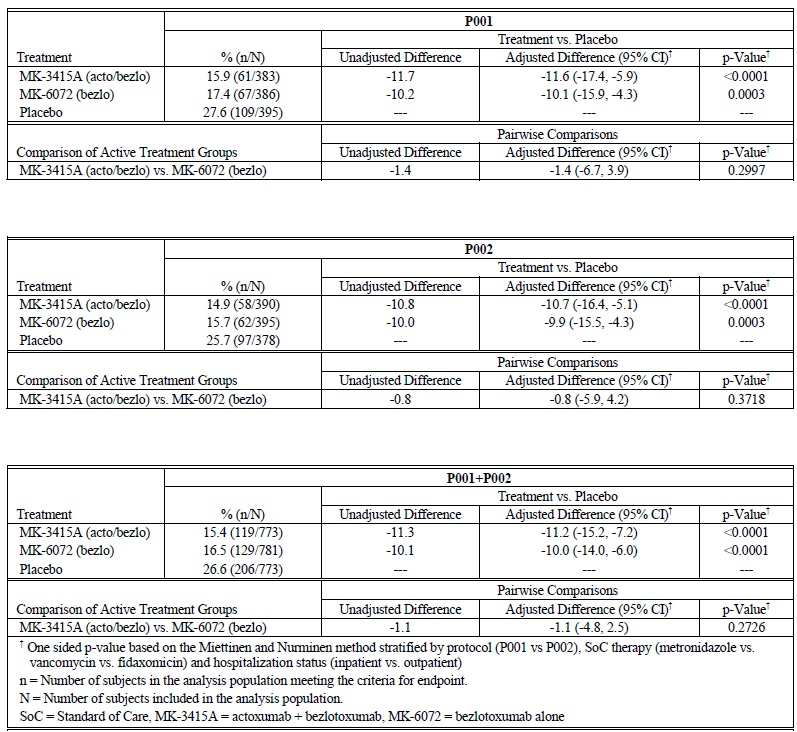 P001
Treatment vs. Placebo
Treatment % (n/N) Unadjusted Difference Adjusted Difference (95% CI)† p-Value†
MK-3415A (acto/bezlo) 15.9 (61/383) -11.7 -11.6 (-17.4, -5.9) <0.0001
MK-6072 (bezlo) 17.4 (67/386) -10.2 -10.1 (-15.9, -4.3) 0.0003
Placebo 27.6 (109/395) --- --- ---
Pairwise Comparisons
Comparison of Active Treatment Groups Unadjusted Difference Adjusted Difference (95% CI)† p-Value†
MK-3415A (acto/bezlo) vs. MK-6072 (bezlo) -1.4 -1.4 (-6.7, 3.9) 0.2997
P002
Treatment vs. Placebo
Treatment % (n/N) Unadjusted Difference Adjusted Difference (95% CI)† p-Value†
MK-3415A (acto/bezlo) 14.9 (58/390) -10.8 -10.7 (-16.4, -5.1) <0.0001
MK-6072 (bezlo) 15.7 (62/395) -10.0 -9.9 (-15.5, -4.3) 0.0003
Placebo 25.7 (97/378) --- --- ---
Pairwise Comparisons
Comparison of Active Treatment Groups Unadjusted Difference Adjusted Difference (95% CI)† p-Value†
MK-3415A (acto/bezlo) vs. MK-6072 (bezlo) -0.8 -0.8 (-5.9, 4.2) 0.3718
P001+P002
Treatment vs. Placebo
Treatment % (n/N) Unadjusted Difference Adjusted Difference (95% CI)† p-Value†
MK-3415A (acto/bezlo) 15.4 (119/773) -11.3 -11.2 (-15.2, -7.2) <0.0001
MK-6072 (bezlo) 16.5 (129/781) -10.1 -10.0 (-14.0, -6.0) <0.0001
Placebo 26.6 (206/773) --- --- ---
Pairwise Comparisons
Comparison of Active Treatment Groups Unadjusted Difference Adjusted Difference (95% CI)† p-Value†
MK-3415A (acto/bezlo) vs. MK-6072 (bezlo) -1.1 -1.1 (-4.8, 2.5) 0.2726
† One sided p-value based on the Miettinen and Nurminen method stratified by protocol (P001 vs P002), SoC therapy (metronidazole vs.
vancomycin vs. fidaxomicin) and hospitalization status (inpatient vs. outpatient)
n = Number of subjects in the analysis population meeting the criteria for endpoint.
N = Number of subjects included in the analysis population.
SoC = Standard of Care, MK-3415A = actoxumab + bezlotoxumab, MK-6072 = bezlotoxumab alone